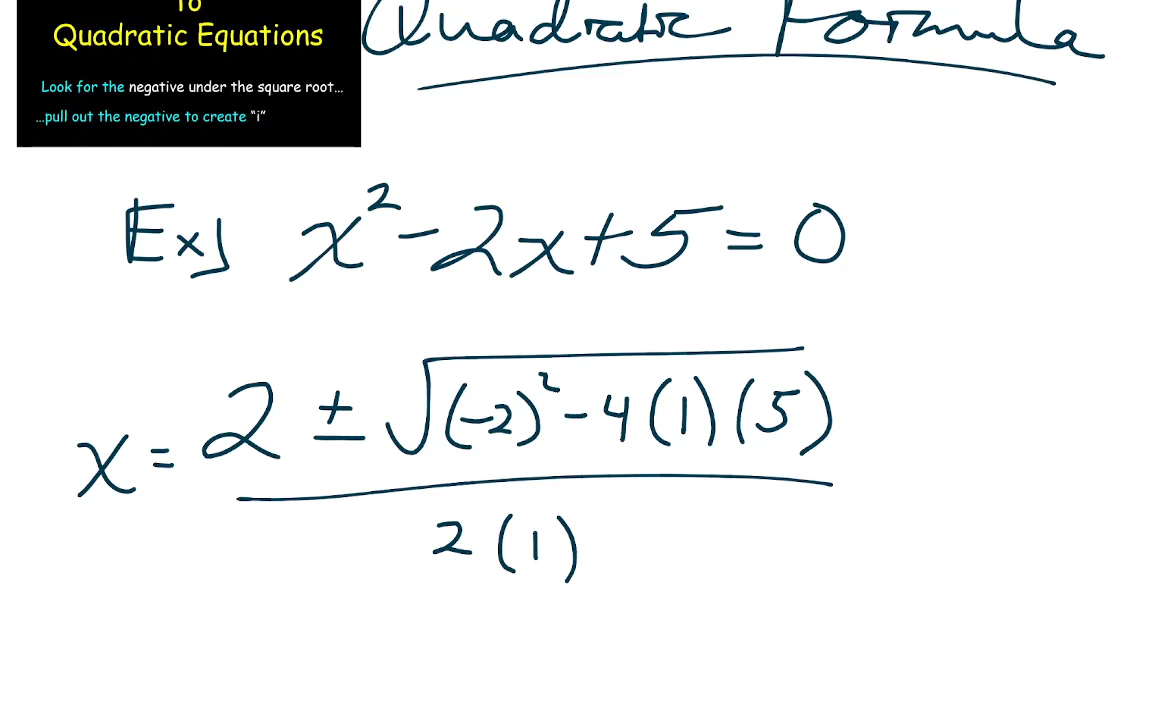 to
Quadratic Equations
Look for the negative under the square root...
...pull out the negative to create "i"
Quadratic Formula
Ex] x² - 2x + 5 = 0
x = 2 ± √((-2)² - 4(1)(5)) / 2(1)